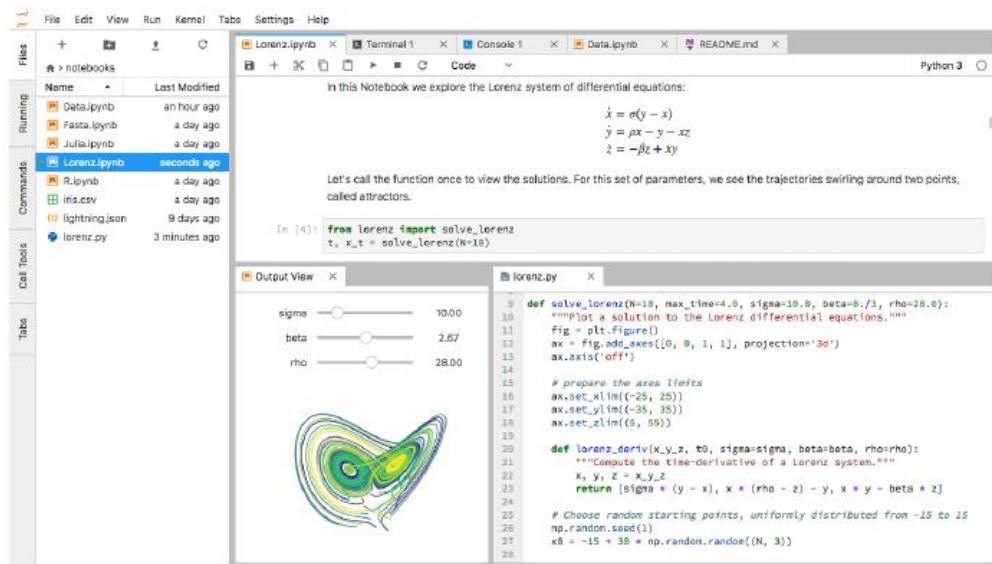 File Edit View Run Kernel Tabs Settings Help
Files
Running
Commands
Cell Tools
Tabs
notebooks
Name Last Modified
Data.ipynb an hour ago
Fasta.ipynb a day ago
Julia.ipynb a day ago
Lorenz.ipynb seconds ago
R.ipynb a day ago
iris.csv a day ago
lightning.json 9 days ago
lorenz.py 3 minutes ago
Lorenz.ipynb Terminal 1 Console 1 Data.ipynb README.md
Code Python 3
In this Notebook we explore the Lorenz system of differential equations:
ẋ = σ(y − x)
ẏ = ρx − y − xz
ż = −βz + xy
Let's call the function once to view the solutions. For this set of parameters, we see the trajectories swirling around two points,
called attractors.
In [4]: from lorenz import solve_lorenz
t, x_t = solve_lorenz(N=10)
Output View
sigma 10.00
beta 2.67
rho 28.00
lorenz.py
9 def solve_lorenz(N=10, max_time=4.0, sigma=10.0, beta=8./3, rho=28.0):
10 """Plot a solution to the Lorenz differential equations."""
11 fig = plt.figure()
12 ax = fig.add_axes([0, 0, 1, 1], projection='3d')
13 ax.axis('off')
14
15 # prepare the axes limits
16 ax.set_xlim((-25, 25))
17 ax.set_ylim((-35, 35))
18 ax.set_zlim((5, 55))
19
20 def lorenz_deriv(x_y_z, t0, sigma=sigma, beta=beta, rho=rho):
21 """Compute the time-derivative of a Lorenz system."""
22 x, y, z = x_y_z
23 return [sigma * (y - x), x * (rho - z) - y, x * y - beta * z]
24
25 # Choose random starting points, uniformly distributed from -15 to 15
26 np.random.seed(1)
27 x0 = -15 + 30 * np.random.random((N, 3))
28